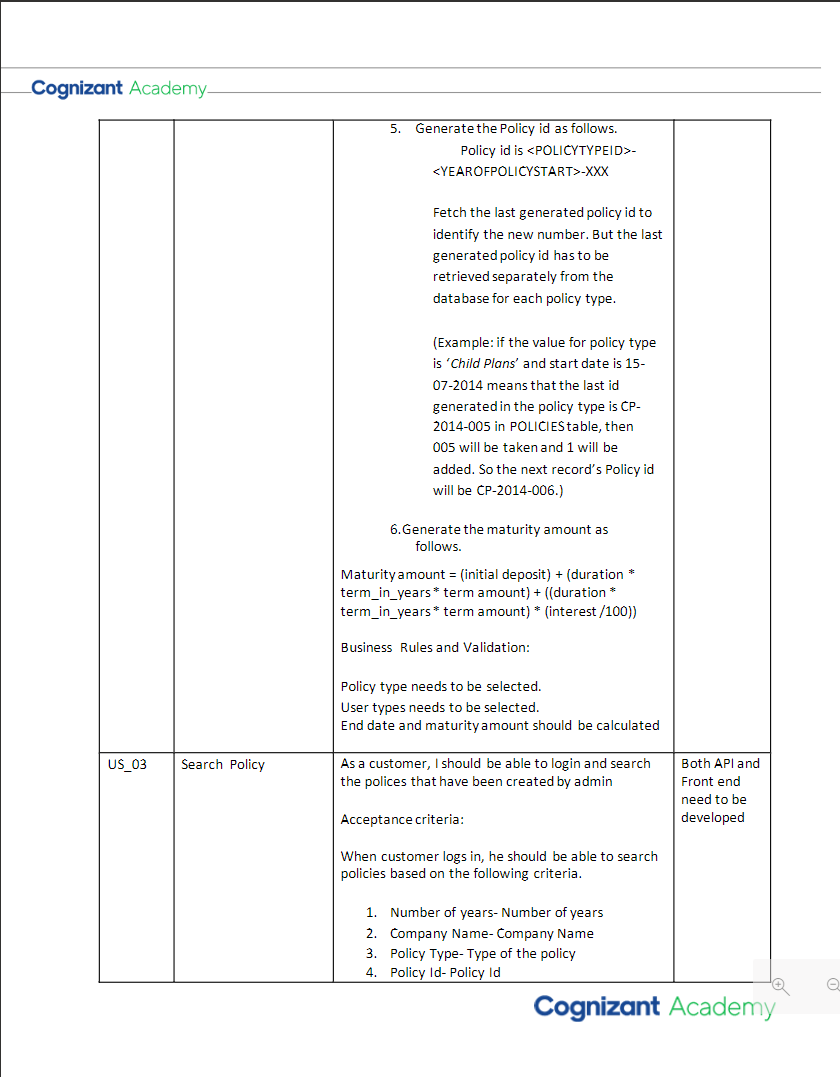 Cognizant Academy
5. Generate the Policy id as follows.
Policy id is <POLICYTYPEID>-
<YEAROFPOLICYSTART>-XXX
Fetch the last generated policy id to
identify the new number. But the last
generated policy id has to be
retrieved separately from the
database for each policy type.
(Example: if the value for policy type
is ‘Child Plans’ and start date is 15-
07-2014 means that the last id
generated in the policy type is CP-
2014-005 in POLICIES table, then
005 will be taken and 1 will be
added. So the next record’s Policy id
will be CP-2014-006.)
6.Generate the maturity amount as
follows.
Maturity amount = (initial deposit) + (duration *
term_in_years * term amount) + ((duration *
term_in_years * term amount) * (interest /100))
Business Rules and Validation:
Policy type needs to be selected.
User types needs to be selected.
End date and maturity amount should be calculated
US_03
Search Policy
As a customer, I should be able to login and search
the polices that have been created by admin
Acceptance criteria:
When customer logs in, he should be able to search
policies based on the following criteria.
1. Number of years- Number of years
2. Company Name- Company Name
3. Policy Type- Type of the policy
4. Policy Id- Policy Id
Both API and
Front end
need to be
developed
Cognizant Academy